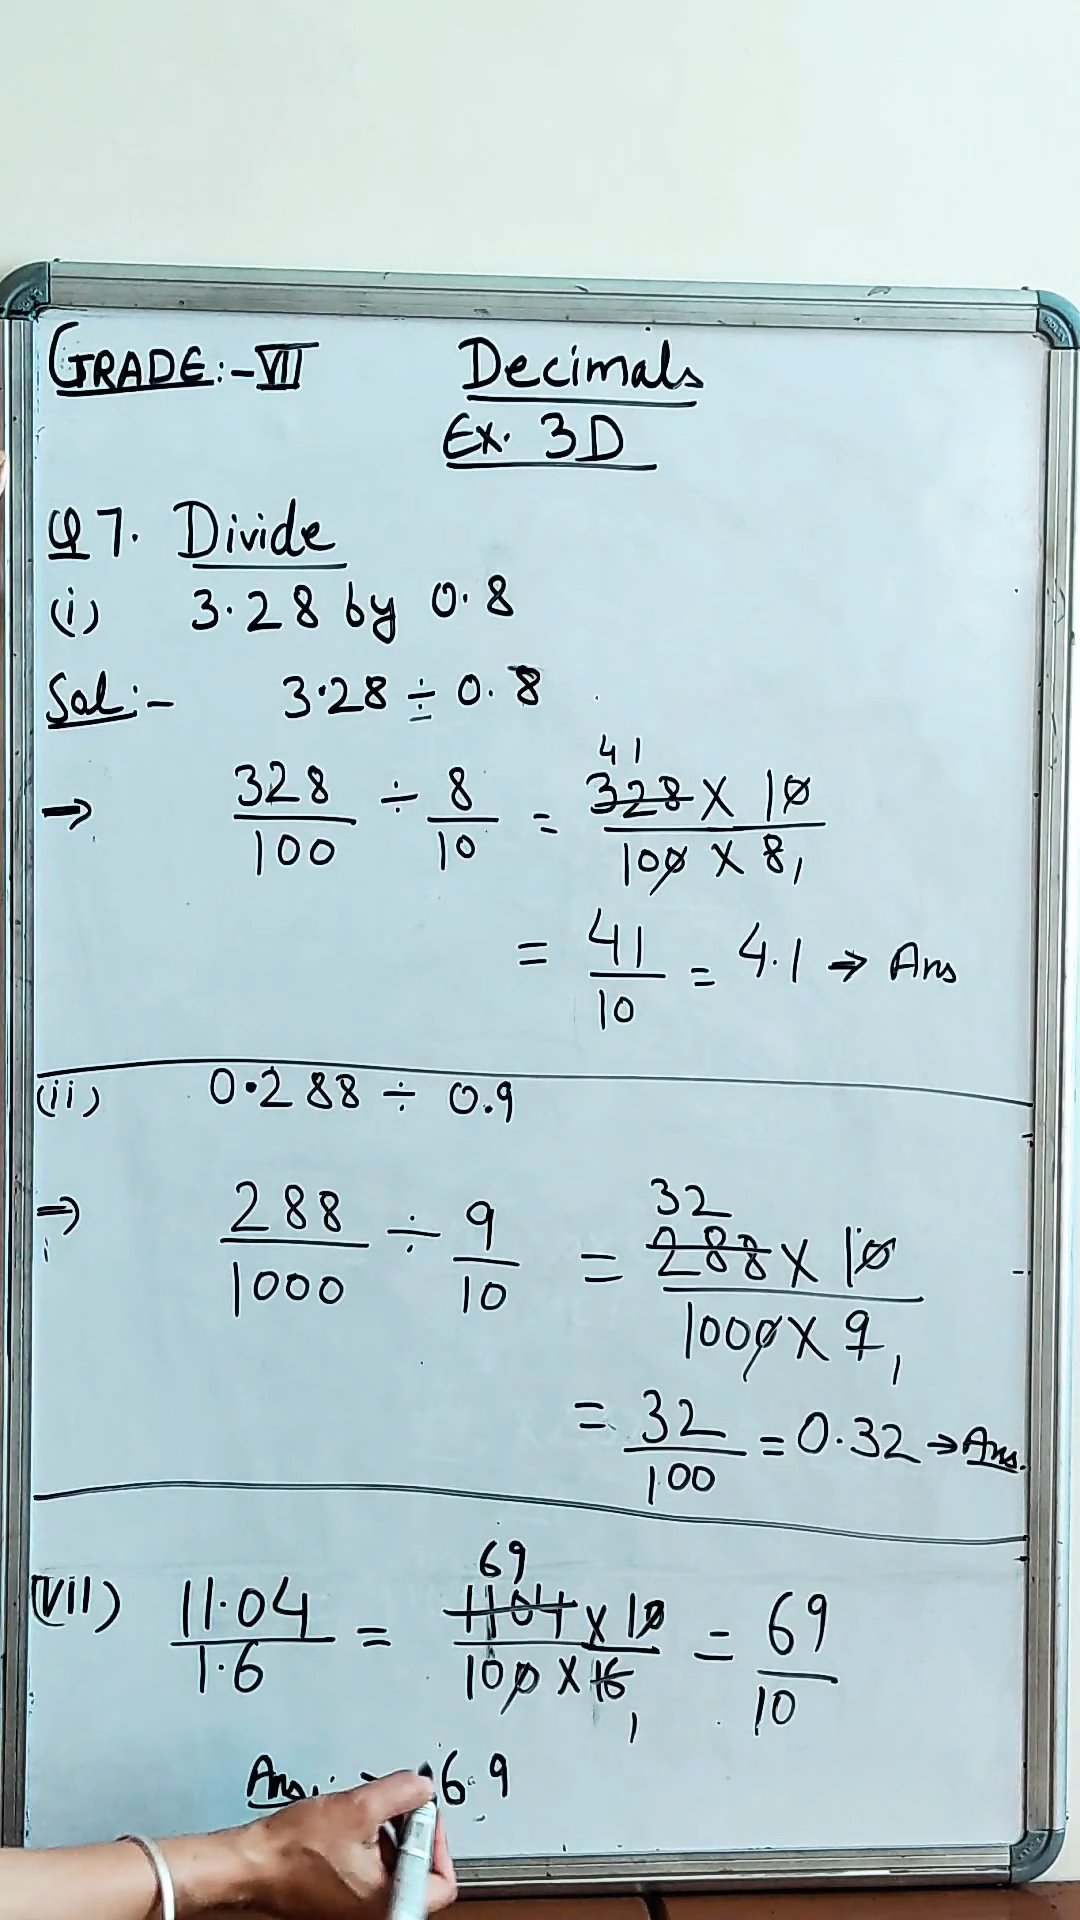 GRADE:-VII Decimals
Ex. 3D
Q7. Divide
(i) 3.28 by 0.8
Sol:- 3.28 ÷ 0.8
41
→ 328/100 ÷ 8/10 = 328 x 10/100 x 8, 1
= 41/10 = 4.1 → Ans
(ii) 0.288 ÷ 0.9
32
⇒ 288/1000 ÷ 9/10 = 288 x 10/1000 x 9, 1
= 32/100 = 0.32 → Ans.
69
(vii) 11.04/1.6 = 1104 x 10/100 x 16, 1 = 69/10
Ans. 6.9